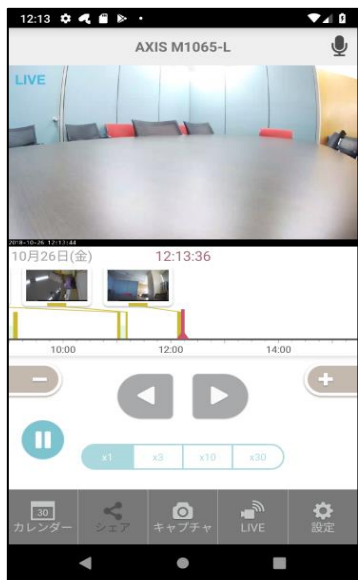 12:13
AXIS M1065-L
LIVE
2018-10-26 12:13:44
10月26日(金) 12:13:36
10:00 12:00 14:00
x1 x3 x10 x30
30
カレンダー シェア キャプチャ LIVE 設定